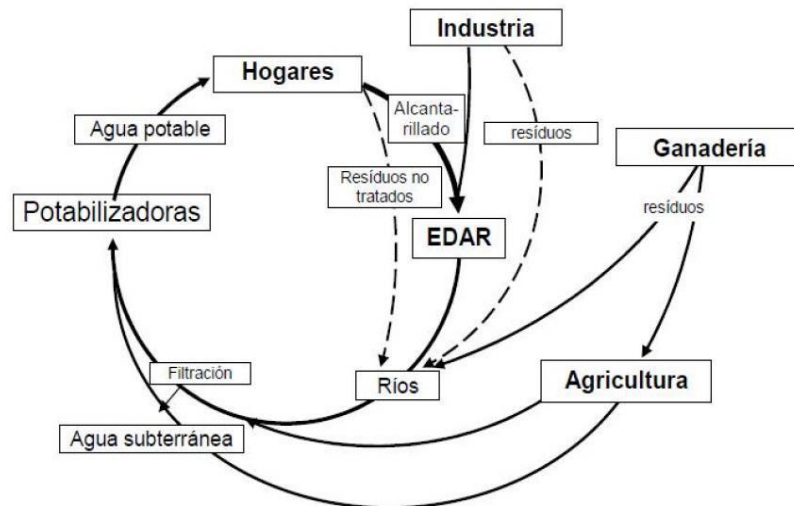 Industria
Hogares
Alcanta-
rillado
Agua potable
resíduos
Ganadería
Resíduos no
tratados
resíduos
Potabilizadoras
EDAR
Filtración
Ríos
Agricultura
Agua subterránea